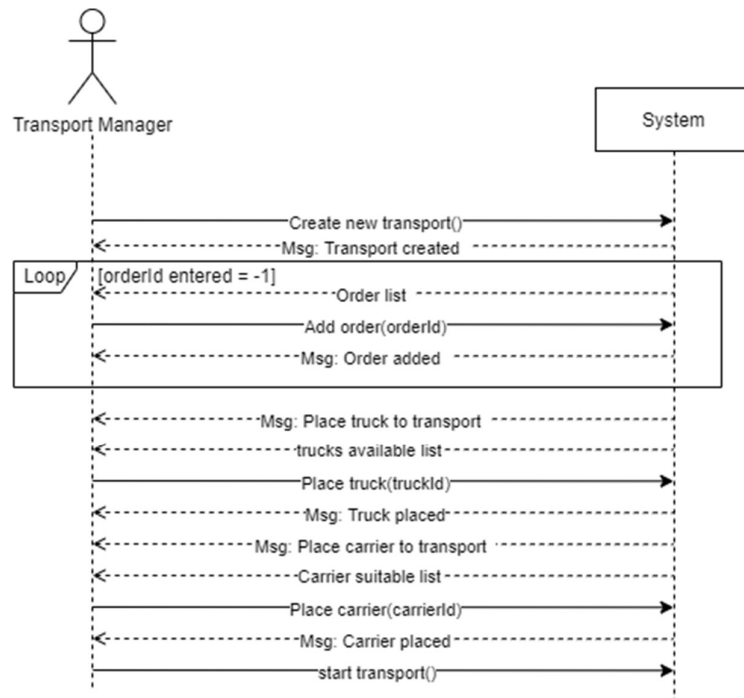 Transport Manager
System
Create new transport()
Msg: Transport created
Loop
[orderId entered = -1]
Order list
Add order(orderId)
Msg: Order added
Msg: Place truck to transport
trucks available list
Place truck(truckId)
Msg: Truck placed
Msg: Place carrier to transport
Carrier suitable list
Place carrier(carrierId)
Msg: Carrier placed
start transport()